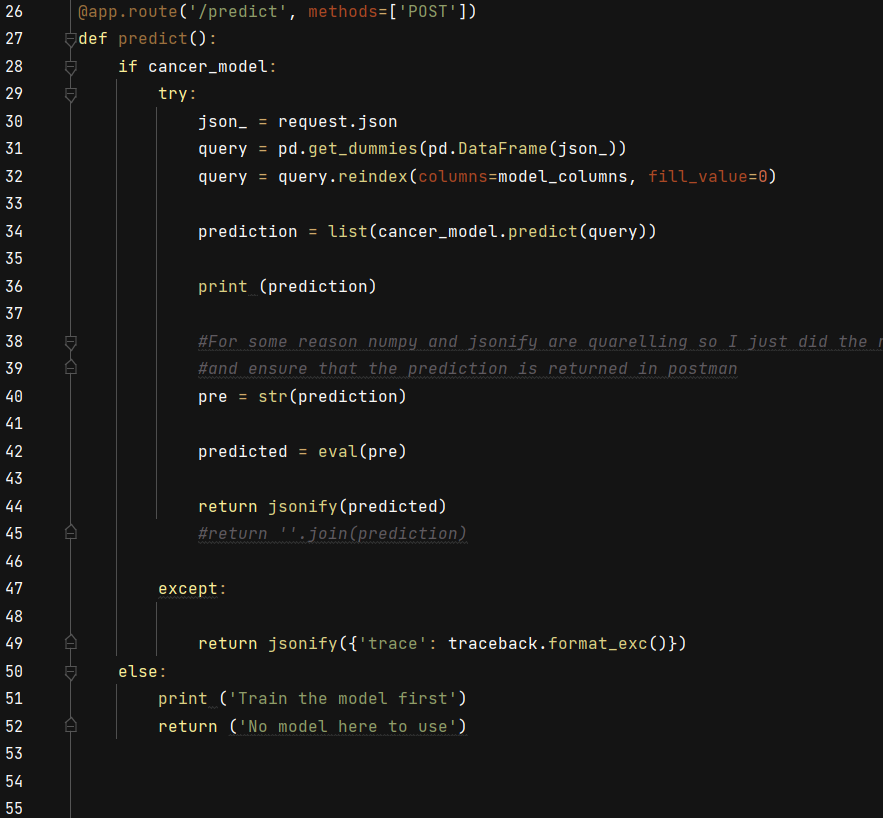 26 @app.route('/predict', methods=['POST'])
27 def predict():
28 if cancer_model:
29 try:
30 json_ = request.json
31 query = pd.get_dummies(pd.DataFrame(json_))
32 query = query.reindex(columns=model_columns, fill_value=0)
33
34 prediction = list(cancer_model.predict(query))
35
36 print (prediction)
37
38 #For some reason numpy and jsonify are quarelling so I just did the
39 #and ensure that the prediction is returned in postman
40 pre = str(prediction)
41
42 predicted = eval(pre)
43
44 return jsonify(predicted)
45 #return ''.join(prediction)
46
47 except:
48
49 return jsonify({'trace': traceback.format_exc()})
50 else:
51 print ('Train the model first')
52 return ('No model here to use')
53
54
55